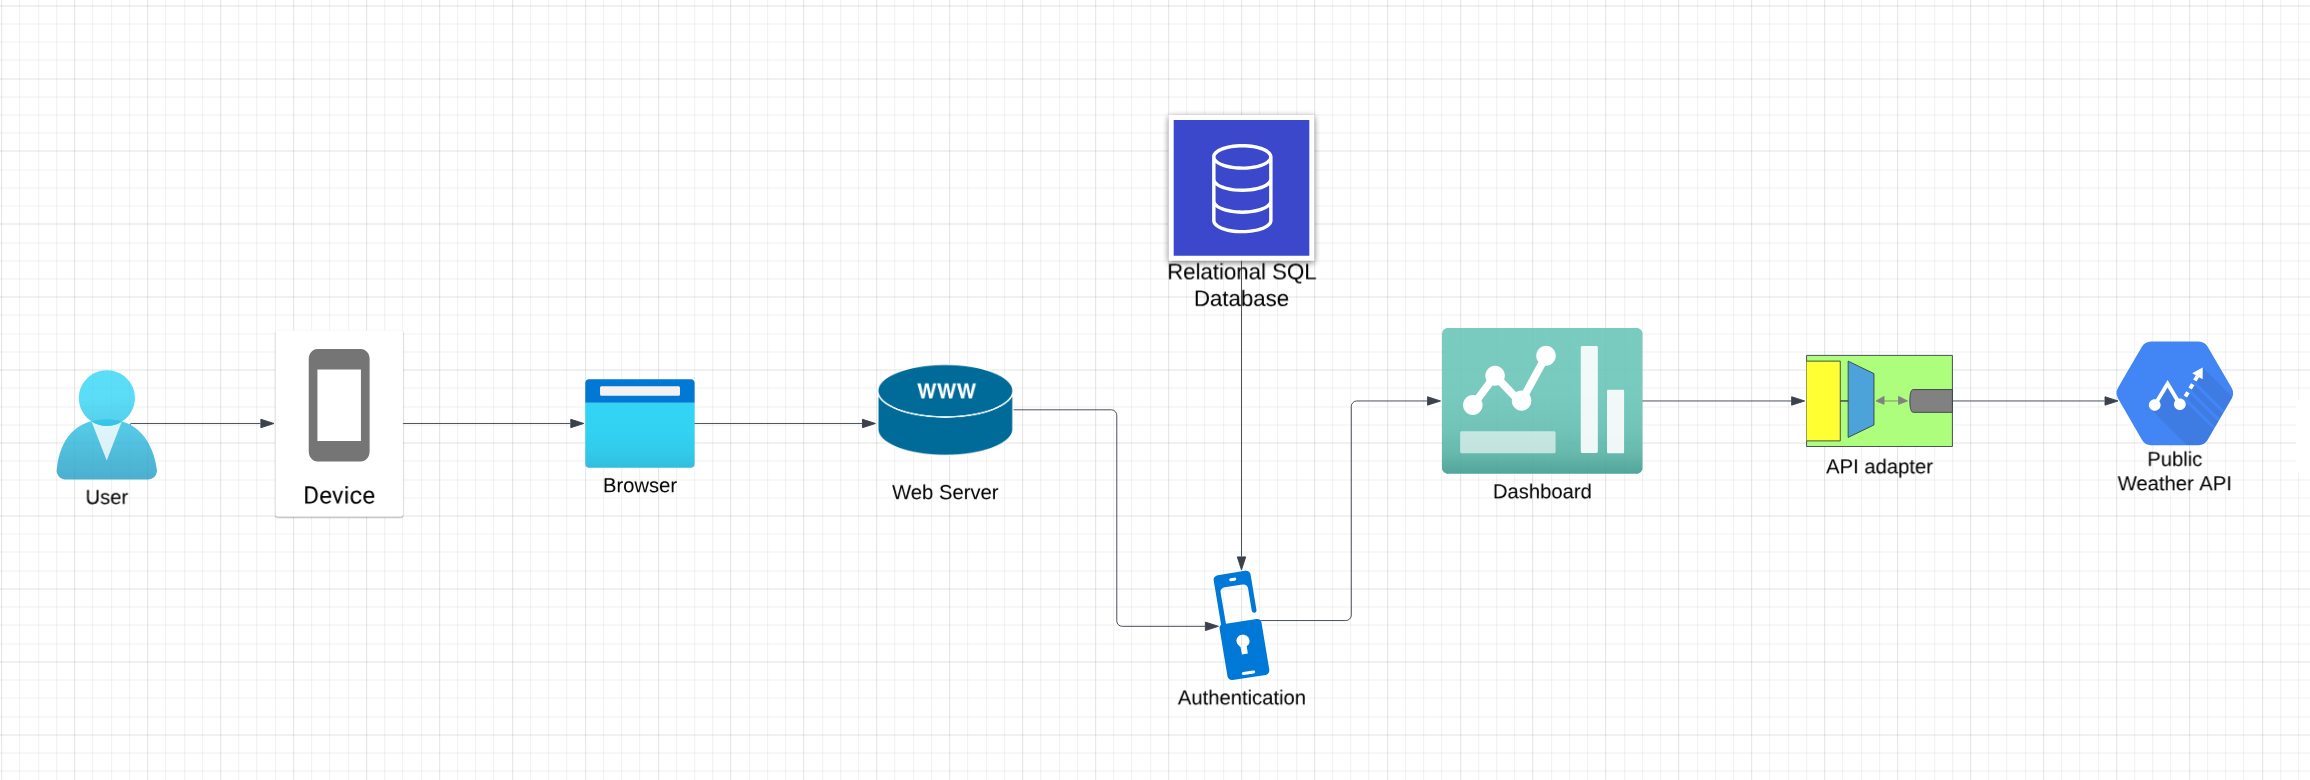 Relational SQL
Database
WWW
User
Device
Browser
Web Server
Dashboard
API adapter
Public
Weather API
Authentication